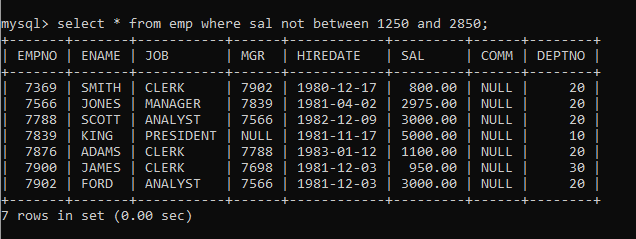 mysql> select * from emp where sal not between 1250 and 2850;
+-------+-------+-----------+------+------------+---------+------+--------+
| EMPNO | ENAME | JOB       | MGR  | HIREDATE   | SAL     | COMM | DEPTNO |
+-------+-------+-----------+------+------------+---------+------+--------+
|  7369 | SMITH | CLERK     | 7902 | 1980-12-17 |  800.00 | NULL |     20 |
|  7566 | JONES | MANAGER   | 7839 | 1981-04-02 | 2975.00 | NULL |     20 |
|  7788 | SCOTT | ANALYST   | 7566 | 1982-12-09 | 3000.00 | NULL |     20 |
|  7839 | KING  | PRESIDENT | NULL | 1981-11-17 | 5000.00 | NULL |     10 |
|  7876 | ADAMS | CLERK     | 7788 | 1983-01-12 | 1100.00 | NULL |     20 |
|  7900 | JAMES | CLERK     | 7698 | 1981-12-03 |  950.00 | NULL |     30 |
|  7902 | FORD  | ANALYST   | 7566 | 1981-12-03 | 3000.00 | NULL |     20 |
+-------+-------+-----------+------+------------+---------+------+--------+
7 rows in set (0.00 sec)